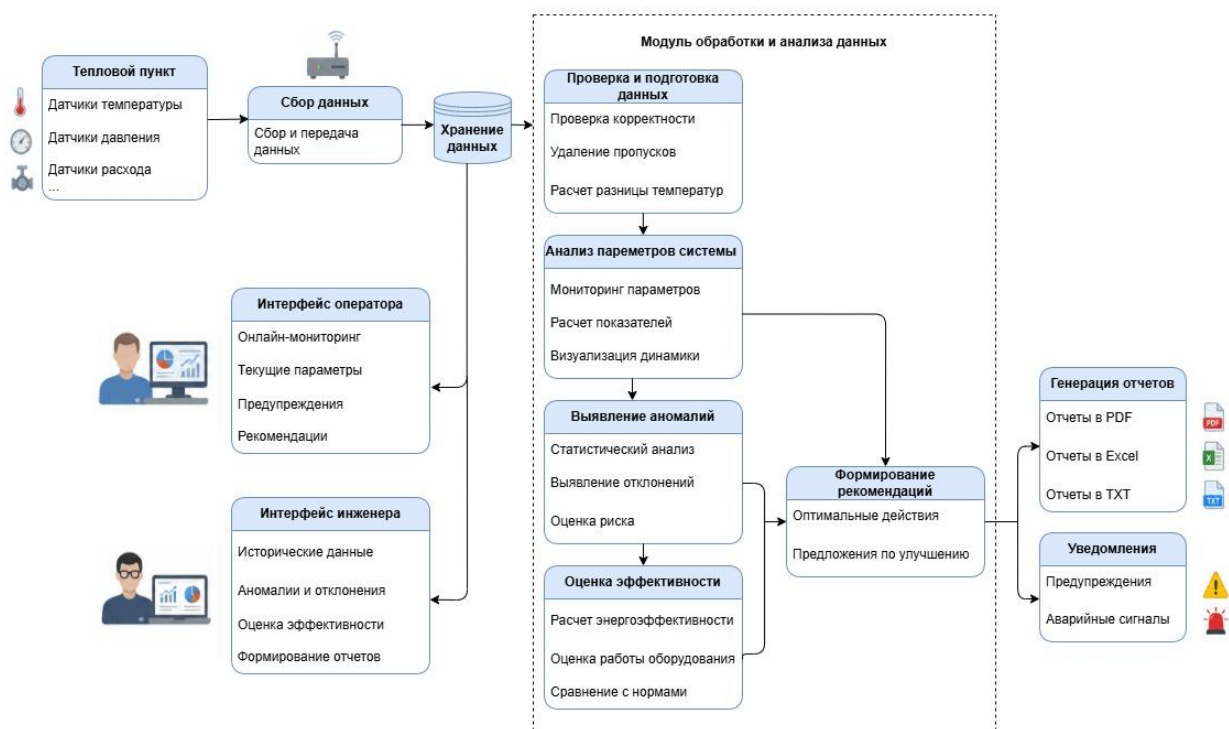 Модуль обработки и анализа данных
Тепловой пункт
Датчики температуры
Датчики давления
Датчики расхода
...
Сбор данных
Сбор и передача
данных
Хранение
данных
Проверка и подготовка
данных
Проверка корректности
Удаление пропусков
Расчет разницы температур
Анализ пареметров системы
Мониторинг параметров
Расчет показателей
Визуализация динамики
Интерфейс оператора
Онлайн-мониторинг
Текущие параметры
Предупреждения
Рекомендации
Интерфейс инженера
Исторические данные
Аномалии и отклонения
Оценка эффективности
Формирование отчетов
Выявление аномалий
Статистический анализ
Выявление отклонений
Оценка риска
Оценка эффективности
Расчет энергоэффективности
Оценка работы оборудования
Сравнение с нормами
Формирование
рекомендаций
Оптимальные действия
Предложения по улучшению
Генерация отчетов
Отчеты в PDF
PDF
Отчеты в Excel
X
Отчеты в TXT
TXT
Уведомления
Предупреждения
Аварийные сигналы